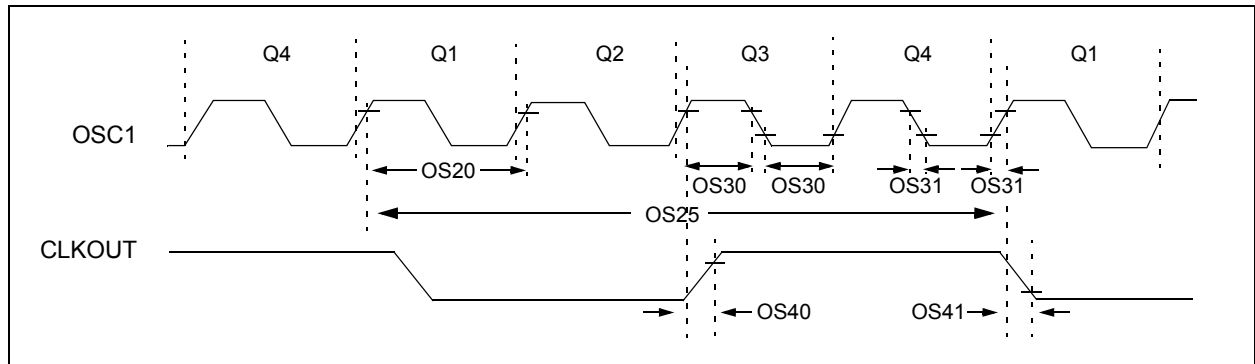 Q4 Q1 Q2 Q3 Q4 Q1
OSC1
OS20 OS30 OS30 OS31 OS31
OS25
CLKOUT
OS40 OS41